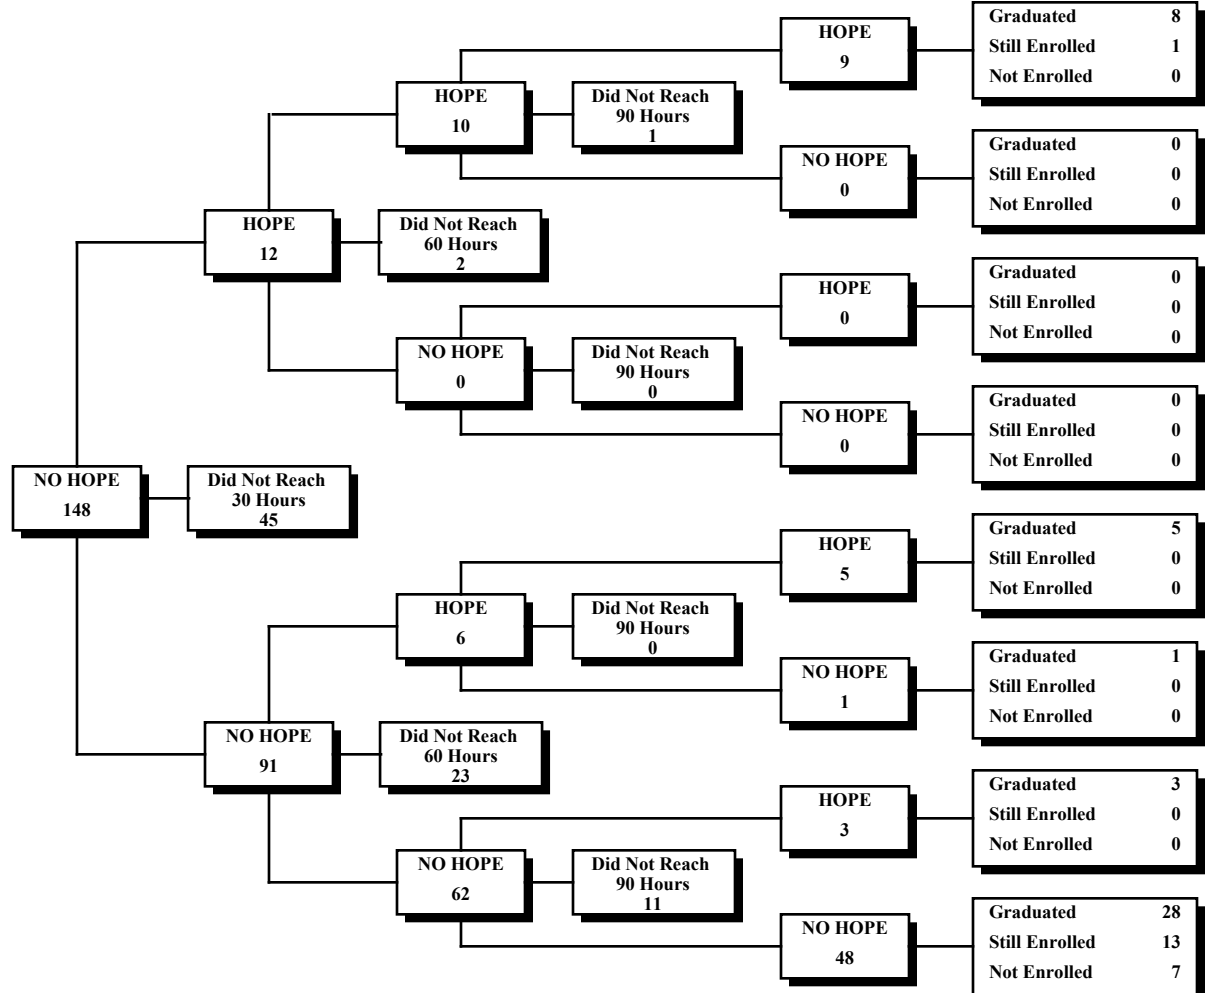 HOPE
9
Graduated 8
Still Enrolled 1
Not Enrolled 0
HOPE
10
Did Not Reach
90 Hours
1
NO HOPE
0
Graduated 0
Still Enrolled 0
Not Enrolled 0
HOPE
12
Did Not Reach
60 Hours
2
HOPE
0
Graduated 0
Still Enrolled 0
Not Enrolled 0
NO HOPE
0
Did Not Reach
90 Hours
0
NO HOPE
0
Graduated 0
Still Enrolled 0
Not Enrolled 0
NO HOPE
148
Did Not Reach
30 Hours
45
HOPE
5
Graduated 5
Still Enrolled 0
Not Enrolled 0
HOPE
6
Did Not Reach
90 Hours
0
NO HOPE
1
Graduated 1
Still Enrolled 0
Not Enrolled 0
NO HOPE
91
Did Not Reach
60 Hours
23
HOPE
3
Graduated 3
Still Enrolled 0
Not Enrolled 0
NO HOPE
62
Did Not Reach
90 Hours
11
NO HOPE
48
Graduated 28
Still Enrolled 13
Not Enrolled 7